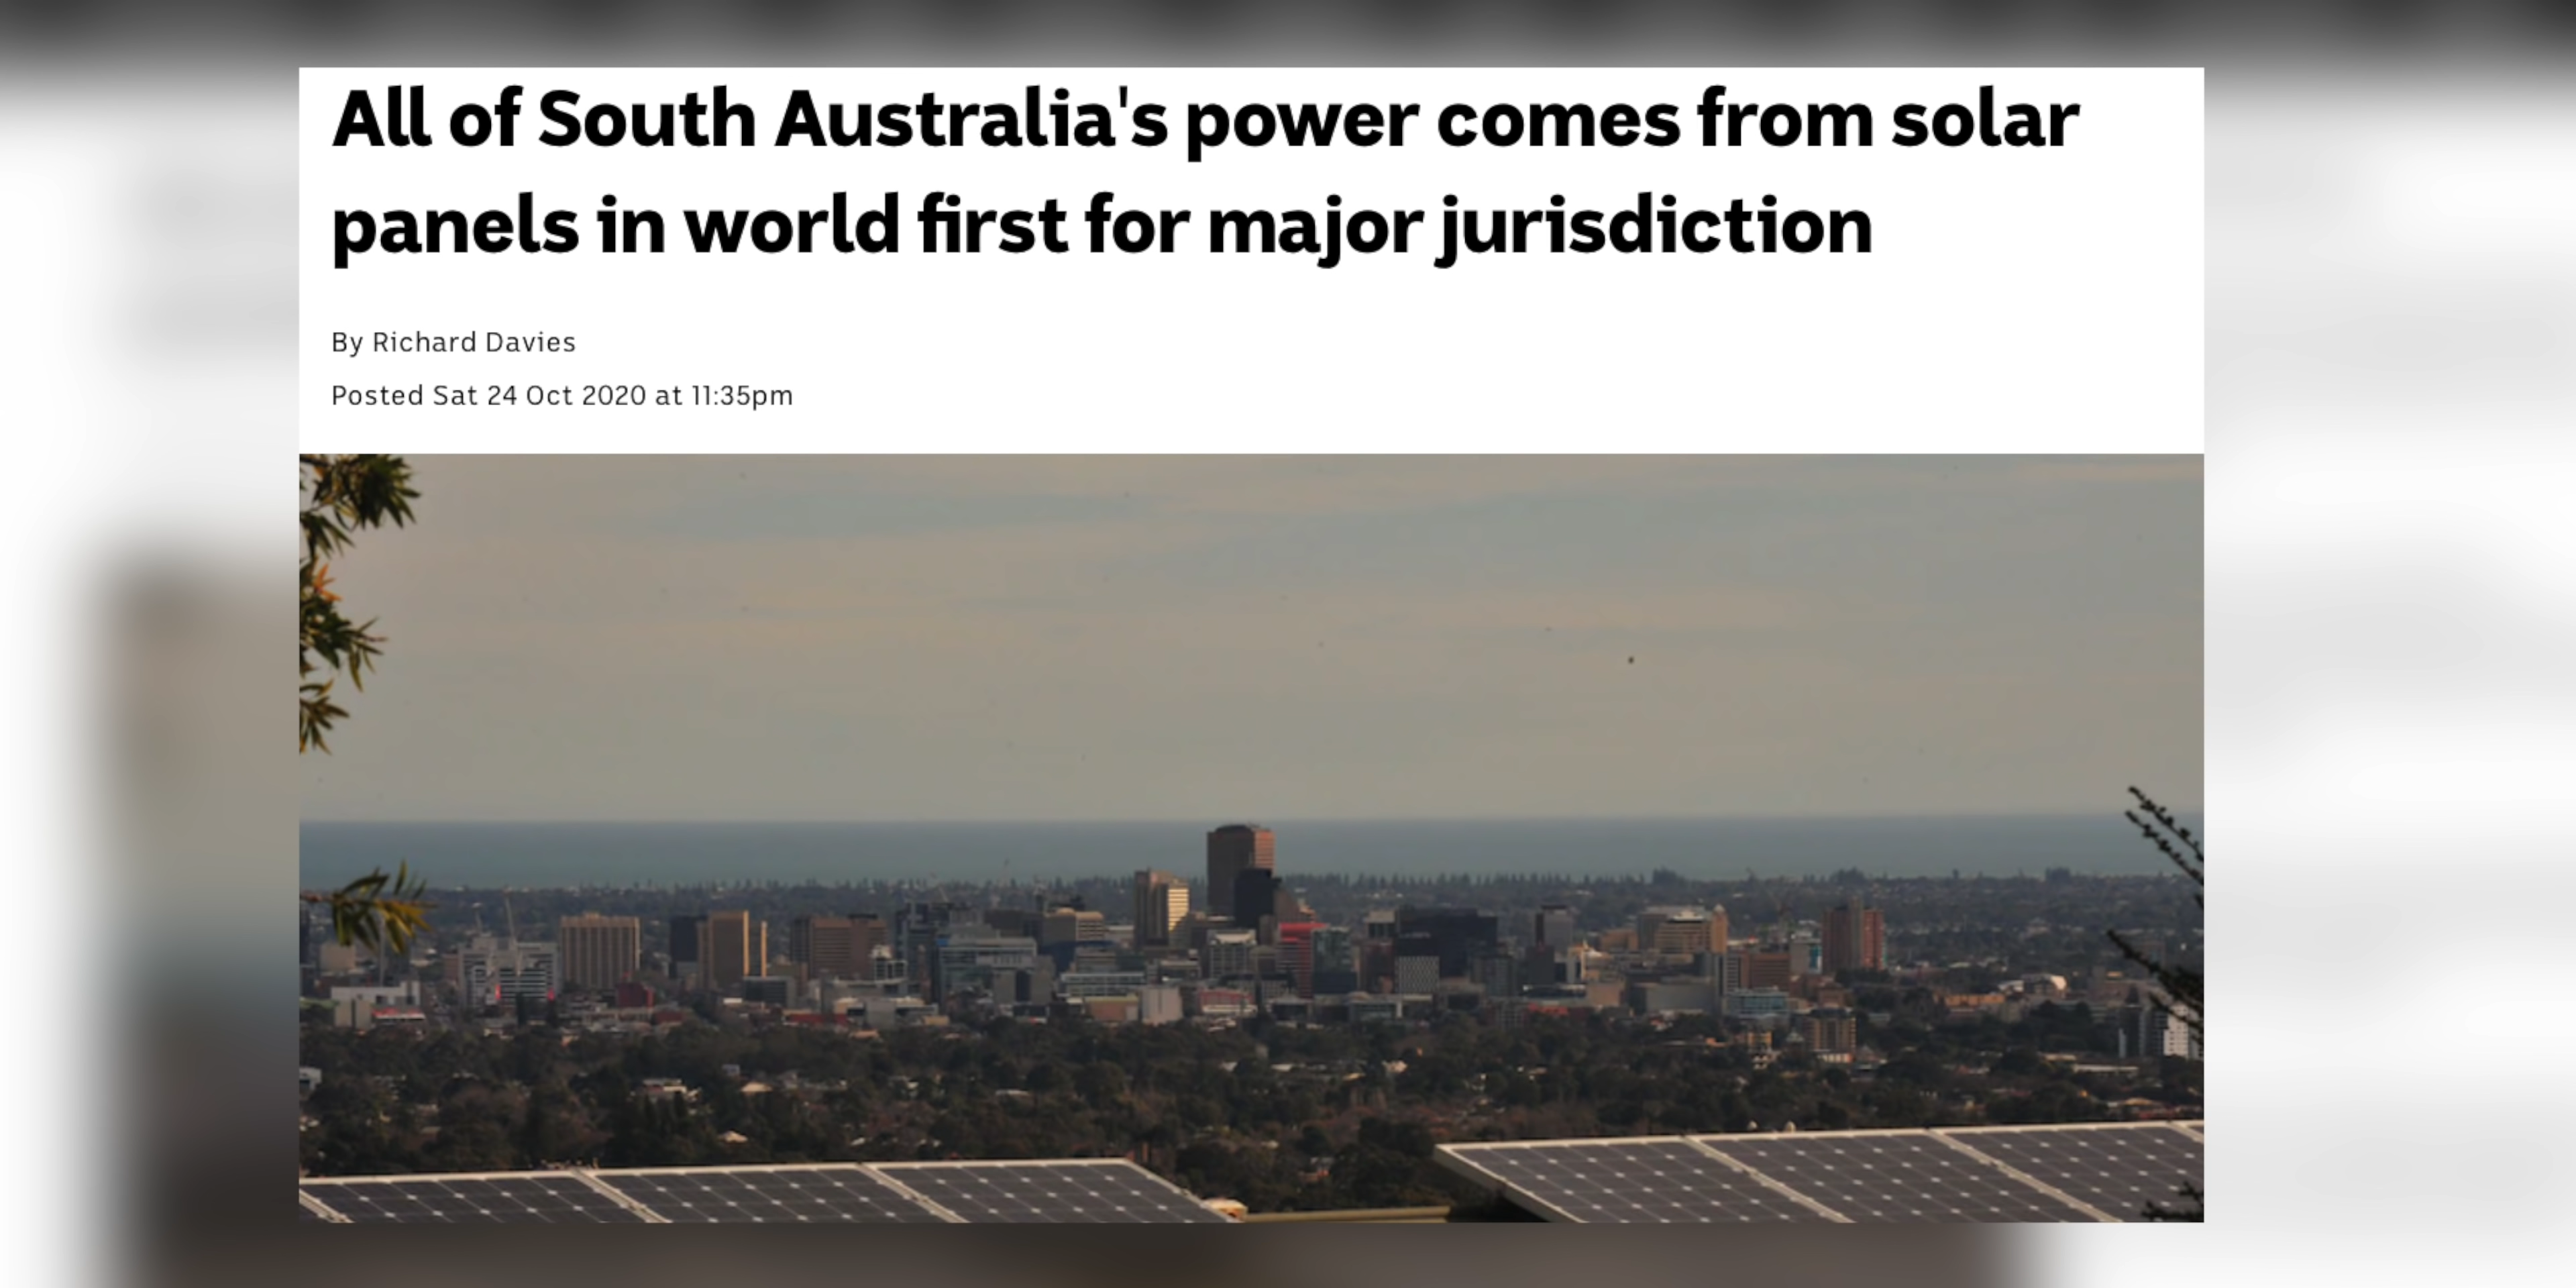 All of South Australia's power comes from solar
panels in world first for major jurisdiction
By Richard Davies
Posted Sat 24 Oct 2020 at 11:35pm